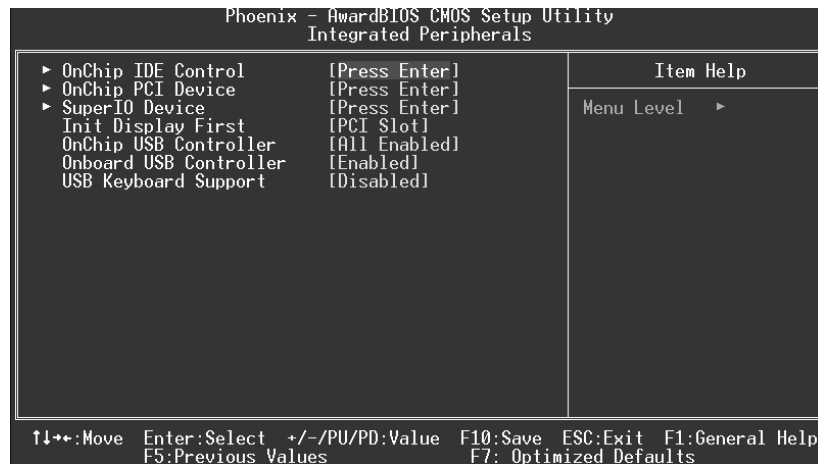 Phoenix - AwardBIOS CMOS Setup Utility
Integrated Peripherals
► OnChip IDE Control [Press Enter]
► OnChip PCI Device [Press Enter]
► SuperIO Device [Press Enter]
Init Display First [PCI Slot]
OnChip USB Controller [All Enabled]
Onboard USB Controller [Enabled]
USB Keyboard Support [Disabled]
Item Help
Menu Level ►
↑↓→←:Move Enter:Select +/-/PU/PD:Value F10:Save ESC:Exit F1:General Help
F5:Previous Values F7: Optimized Defaults